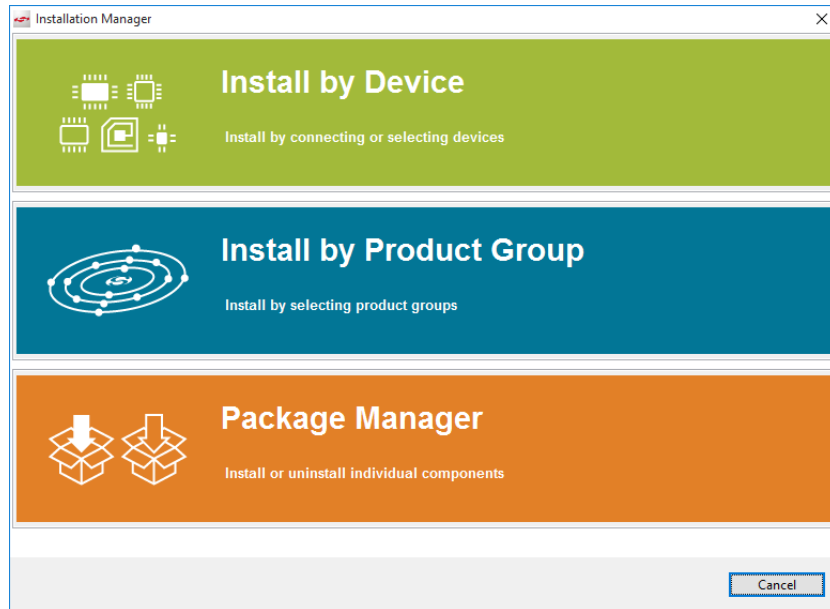 Installation Manager
Install by Device
Install by connecting or selecting devices
Install by Product Group
Install by selecting product groups
Package Manager
Install or uninstall individual components
Cancel